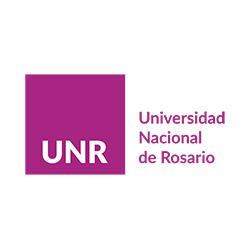 UNR
Universidad
Nacional
de Rosario